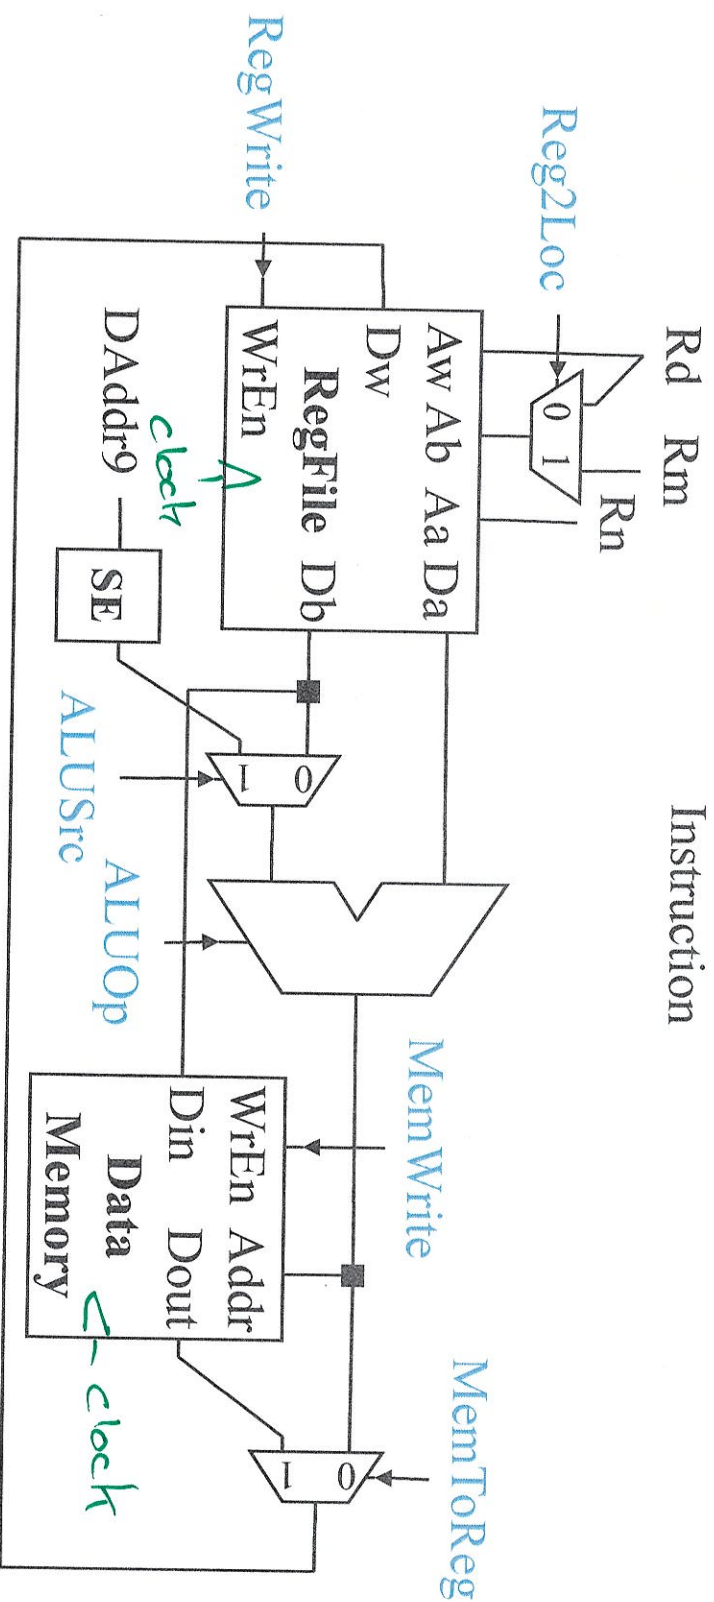 Instruction
Rd Rm
Rn
Reg2Loc
0 1
Aw Ab Aa Da
Dw
RegFile Db
WrEn
RegWrite
clock
DAddr9
SE
0
1
ALUSrc
ALUOp
MemWrite
WrEn Addr
Din Dout
Data
Memory
clock
MemToReg
0
1